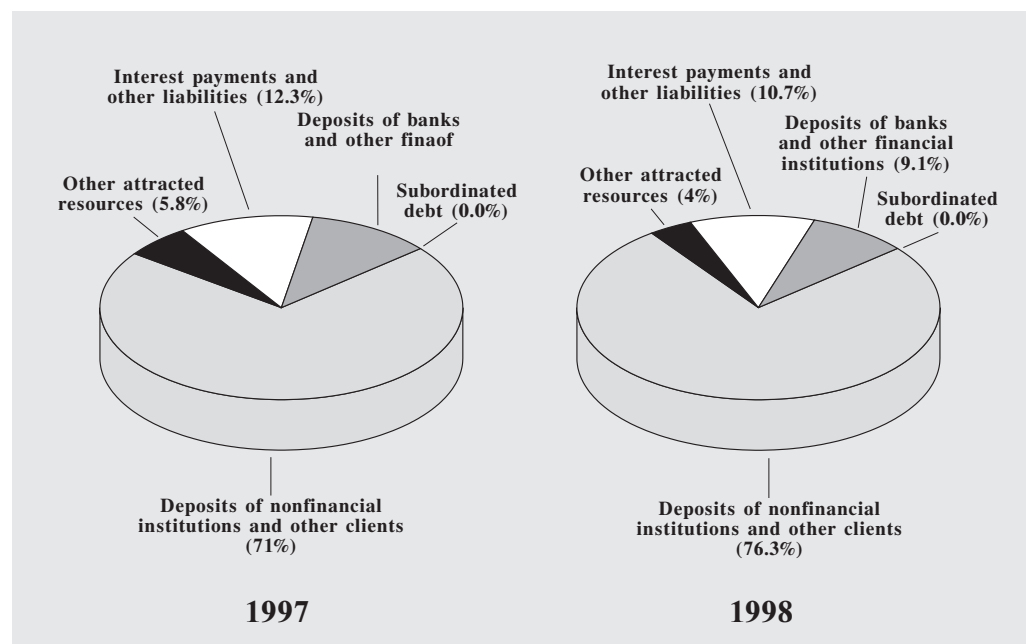 Interest payments and
other liabilities (12.3%)
Deposits of banks
and other finaof
Other attracted
resources (5.8%)
Subordinated
debt (0.0%)
Deposits of nonfinancial
institutions and other clients
(71%)
1997
Interest payments and
other liabilities (10.7%)
Deposits of banks
and other financial
institutions (9.1%)
Other attracted
resources (4%)
Subordinated
debt (0.0%)
Deposits of nonfinancial
institutions and other clients
(76.3%)
1998